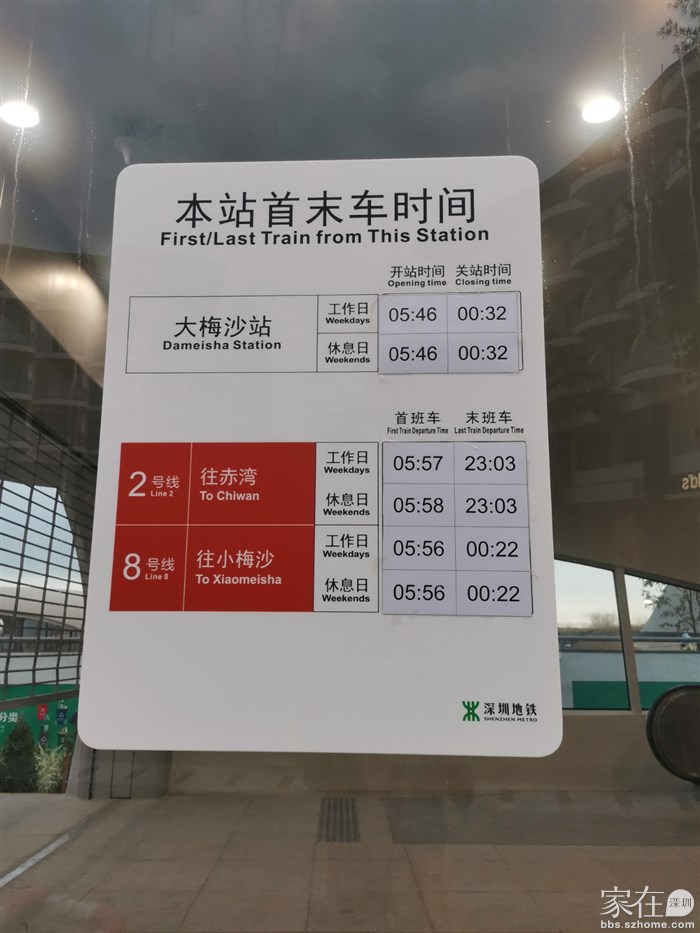 本站首末车时间
First/Last Train from This Station
开站时间 关站时间
Opening time Closing time
大梅沙站
Dameisha Station
工作日
Weekdays
05:46 00:32
休息日
Weekends
05:46 00:32
首班车 末班车
First Train Departure Time Last Train Departure Time
2号线
Line 2
往赤湾
To Chiwan
工作日
Weekdays
05:57 23:03
休息日
Weekends
05:58 23:03
8号线
Line 8
往小梅沙
To Xiaomeisha
工作日
Weekdays
05:56 00:22
休息日
Weekends
05:56 00:22
深圳地铁
SHENZHEN METRO
分类
家在深圳
bbs.szhome.com